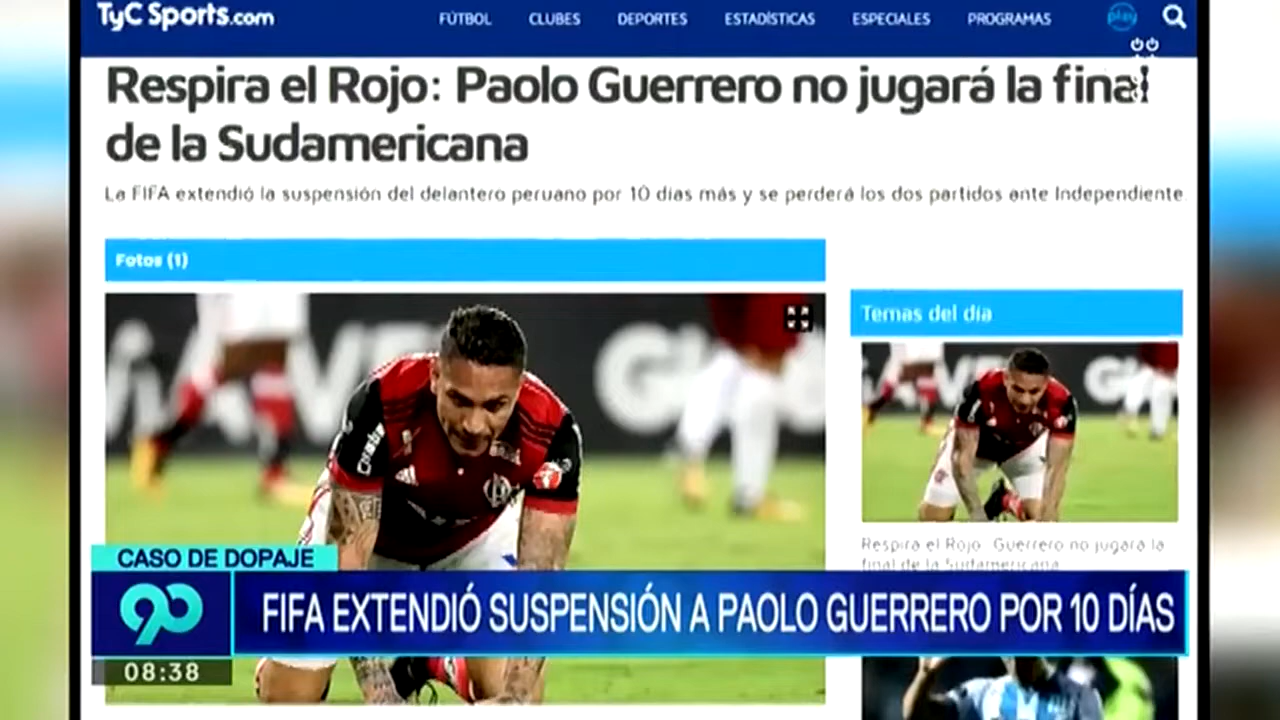 TyC Sports.com
FÚTBOL CLUBES DEPORTES ESTADÍSTICAS ESPECIALES PROGRAMAS play
Respira el Rojo: Paolo Guerrero no jugará la final
de la Sudamericana
La FIFA extendió la suspensión del delantero peruano por 10 días más y se perderá los dos partidos ante Independiente.
Fotos (1)
Temas del día
Respira el Rojo: Guerrero no jugará la
final de la Sudamericana
CASO DE DOPAJE
90
FIFA EXTENDIÓ SUSPENSIÓN A PAOLO GUERRERO POR 10 DÍAS
08:38